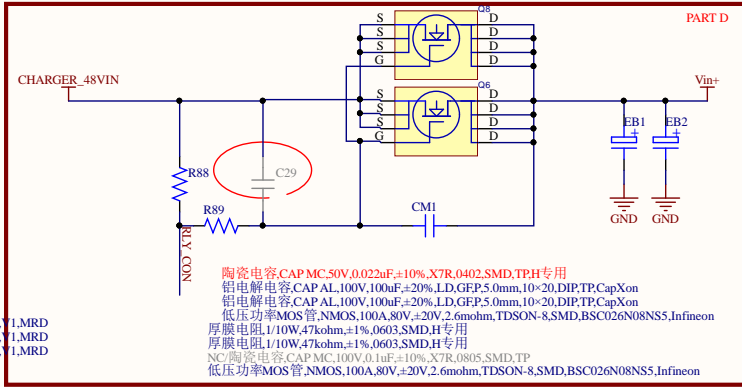 Q8
PART D
S D
S D
S D
G D
CHARGER_48VIN
Vin+
Q6
S D
S D
S D
G D
EB1 EB2
+ +
R88
C29
R89
CM1
GND GND
RLY_CON
陶瓷电容,CAP MC,50V,0.022uF,±10%,X7R,0402,SMD,TP,H专用
铝电解电容,CAP AL,100V,100uF,±20%,LD,GF,P,5.0mm,10×20,DIP,TP,CapXon
铝电解电容,CAP AL,100V,100uF,±20%,LD,GF,P,5.0mm,10×20,DIP,TP,CapXon
V1,MRD 低压功率MOS管,NMOS,100A,80V,±20V,2.6mohm,TDSON-8,SMD,BSC026N08NS5,Infineon
V1,MRD 厚膜电阻,1/10W,47kohm,±1%,0603,SMD,H专用
V1,MRD 厚膜电阻,1/10W,47kohm,±1%,0603,SMD,H专用
NC/陶瓷电容,CAP MC,100V,0.1uF,±10%,X7R,0805,SMD,TP
低压功率MOS管,NMOS,100A,80V,±20V,2.6mohm,TDSON-8,SMD,BSC026N08NS5,Infineon